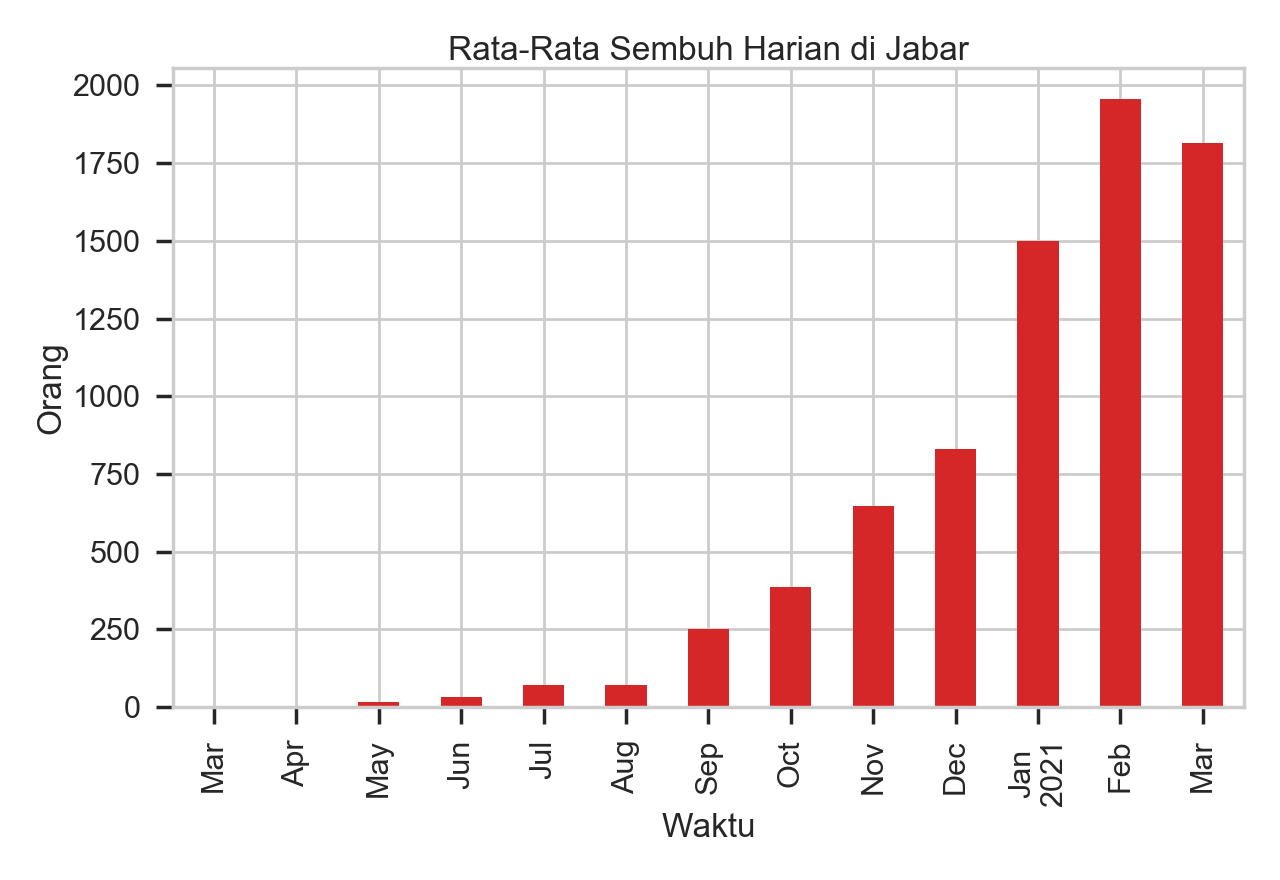 Rata-Rata Sembuh Harian di Jabar
2000
1750
1500
1250
1000
750
500
250
0
Orang
Mar
Apr
May
Jun
Jul
Aug
Sep
Oct
Nov
Dec
Jan
2021
Feb
Mar
Waktu